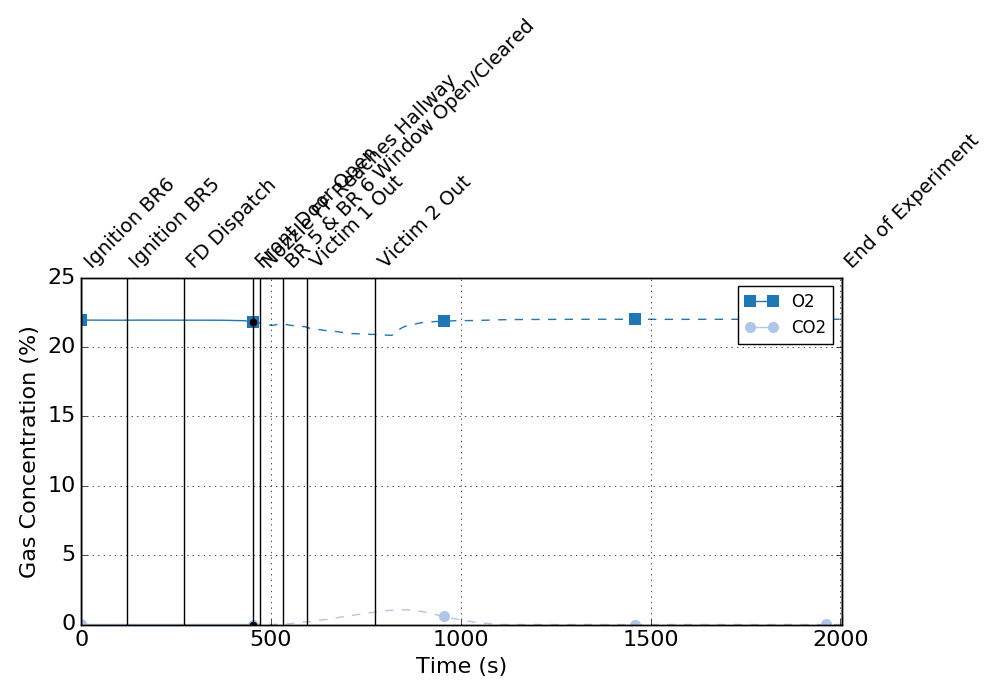 Ignition BR6
Ignition BR5
FD Dispatch
Front Door Open
Nozzle FF Reaches Hallway
BR 5 & BR 6 Window Open/Cleared
Victim 1 Out
Victim 2 Out
End of Experiment
25
20
15
10
5
0
Gas Concentration (%)
O2
CO2
0
500
1000
1500
2000
Time (s)